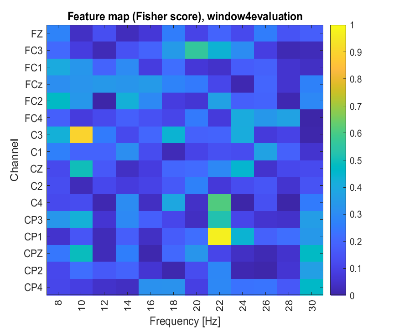 Feature map (Fisher score), window4evaluation
Channel
FZ
FC3
FC1
FCz
FC2
FC4
C3
C1
CZ
C2
C4
CP3
CP1
CPZ
CP2
CP4
8 10 12 14 16 18 20 22 24 26 28 30
Frequency [Hz]
1
0.9
0.8
0.7
0.6
0.5
0.4
0.3
0.2
0.1
0